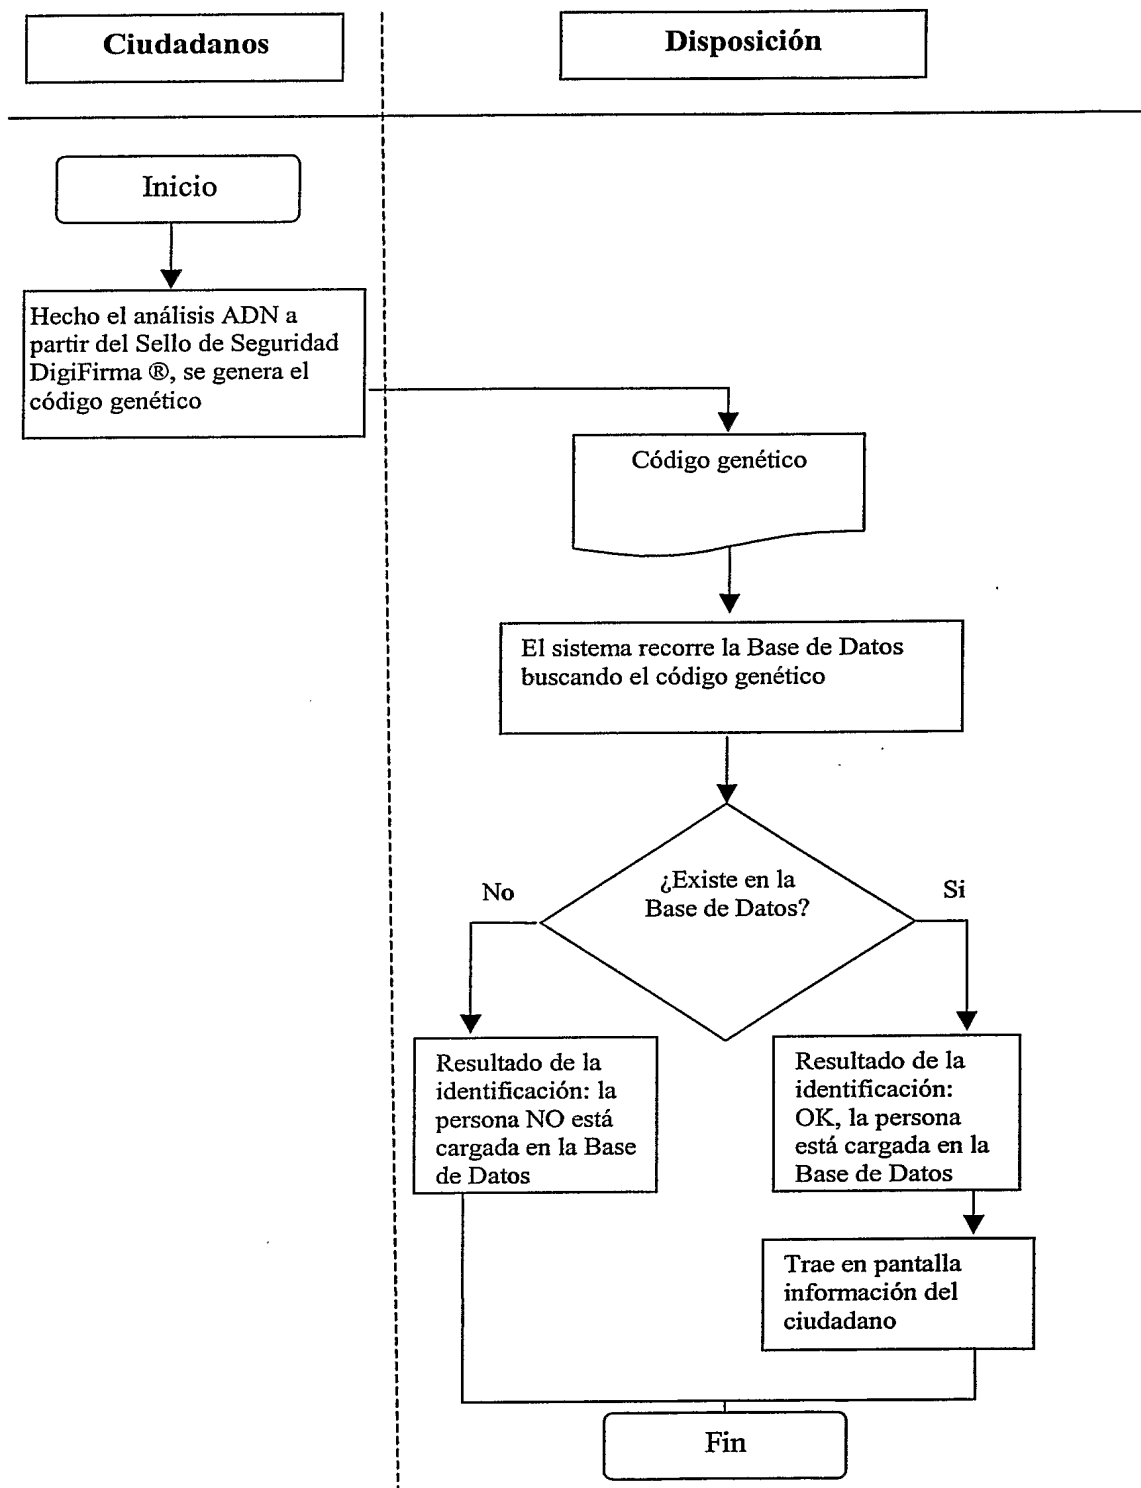 Ciudadanos
Disposición
Inicio
Hecho el análisis ADN a
partir del Sello de Seguridad
DigiFirma ®, se genera el
código genético
Código genético
El sistema recorre la Base de Datos
buscando el código genético
¿Existe en la
Base de Datos?
No
Si
Resultado de la
identificación: la
persona NO está
cargada en la Base
de Datos
Resultado de la
identificación:
OK, la persona
está cargada en la
Base de Datos
Trae en pantalla
información del
ciudadano
Fin